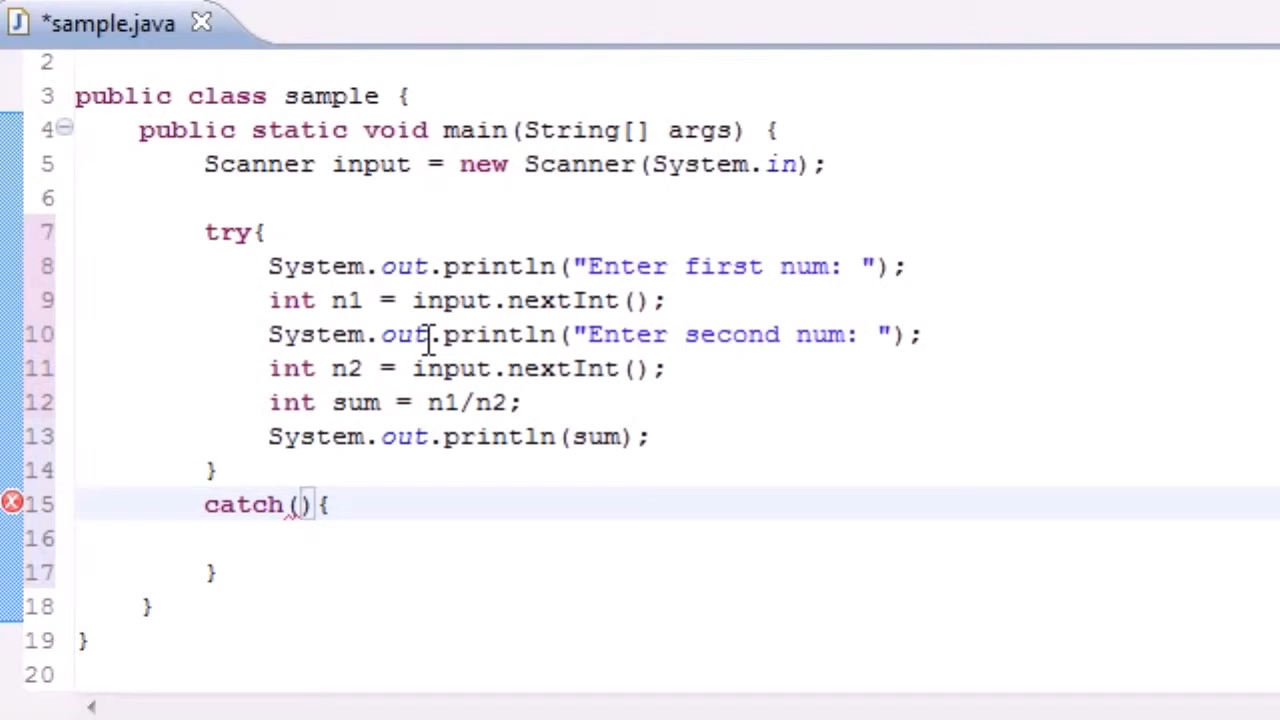 *sample.java
2
3 public class sample {
4 public static void main(String[] args) {
5 Scanner input = new Scanner(System.in);
6
7 try{
8 System.out.println("Enter first num: ");
9 int n1 = input.nextInt();
10 System.out.println("Enter second num: ");
11 int n2 = input.nextInt();
12 int sum = n1/n2;
13 System.out.println(sum);
14 }
15 catch(){
16
17 }
18 }
19 }
20